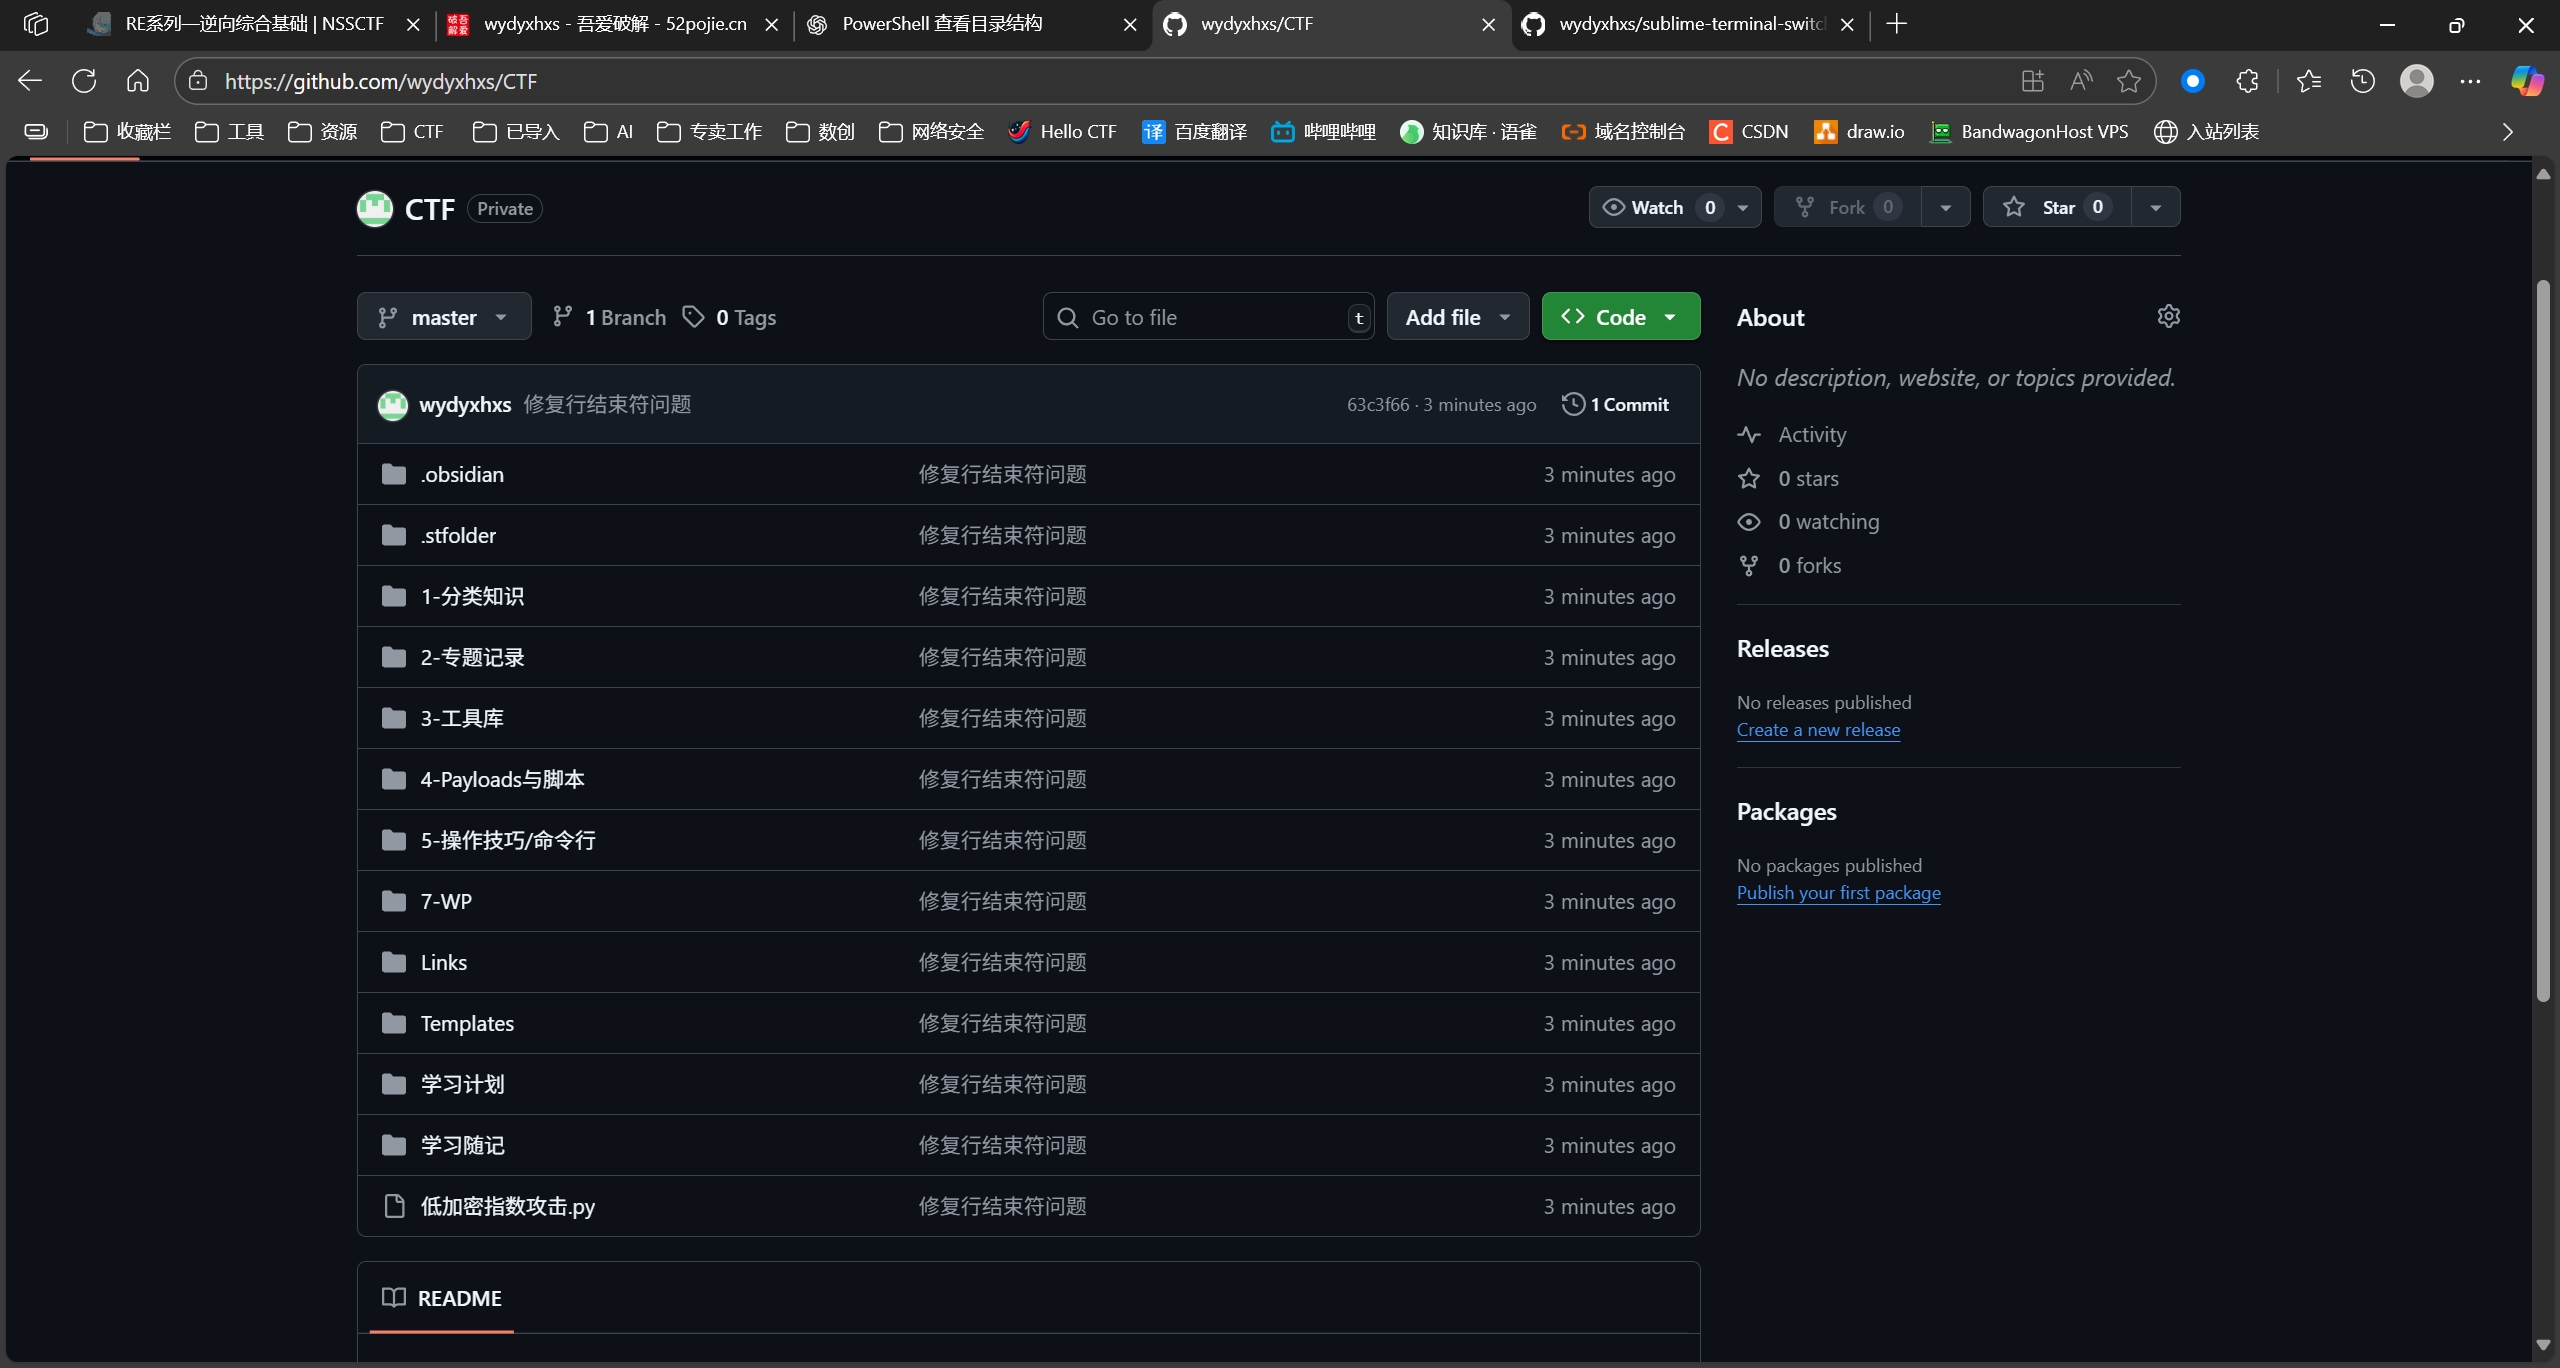 RE系列—逆向综合基础 | NSSCTF
wydyxhxs - 吾爱破解 - 52pojie.cn
PowerShell 查看目录结构
wydyxhxs/CTF
wydyxhxs/sublime-terminal-switc
https://github.com/wydyxhxs/CTF
收藏栏 工具 资源 CTF 已导入 AI 专卖工作 数创 网络安全 Hello CTF 译 百度翻译 哔哩哔哩 知识库 · 语雀 域名控制台 C CSDN draw.io BandwagonHost VPS 入站列表
CTF Private
Watch 0 Fork 0 Star 0
master 1 Branch 0 Tags Go to file t Add file Code
wydyxhxs 修复行结束符问题 63c3f66 · 3 minutes ago 1 Commit
.obsidian 修复行结束符问题 3 minutes ago
.stfolder 修复行结束符问题 3 minutes ago
1-分类知识 修复行结束符问题 3 minutes ago
2-专题记录 修复行结束符问题 3 minutes ago
3-工具库 修复行结束符问题 3 minutes ago
4-Payloads与脚本 修复行结束符问题 3 minutes ago
5-操作技巧/命令行 修复行结束符问题 3 minutes ago
7-WP 修复行结束符问题 3 minutes ago
Links 修复行结束符问题 3 minutes ago
Templates 修复行结束符问题 3 minutes ago
学习计划 修复行结束符问题 3 minutes ago
学习随记 修复行结束符问题 3 minutes ago
低加密指数攻击.py 修复行结束符问题 3 minutes ago
README
About
No description, website, or topics provided.
Activity
0 stars
0 watching
0 forks
Releases
No releases published
Create a new release
Packages
No packages published
Publish your first package